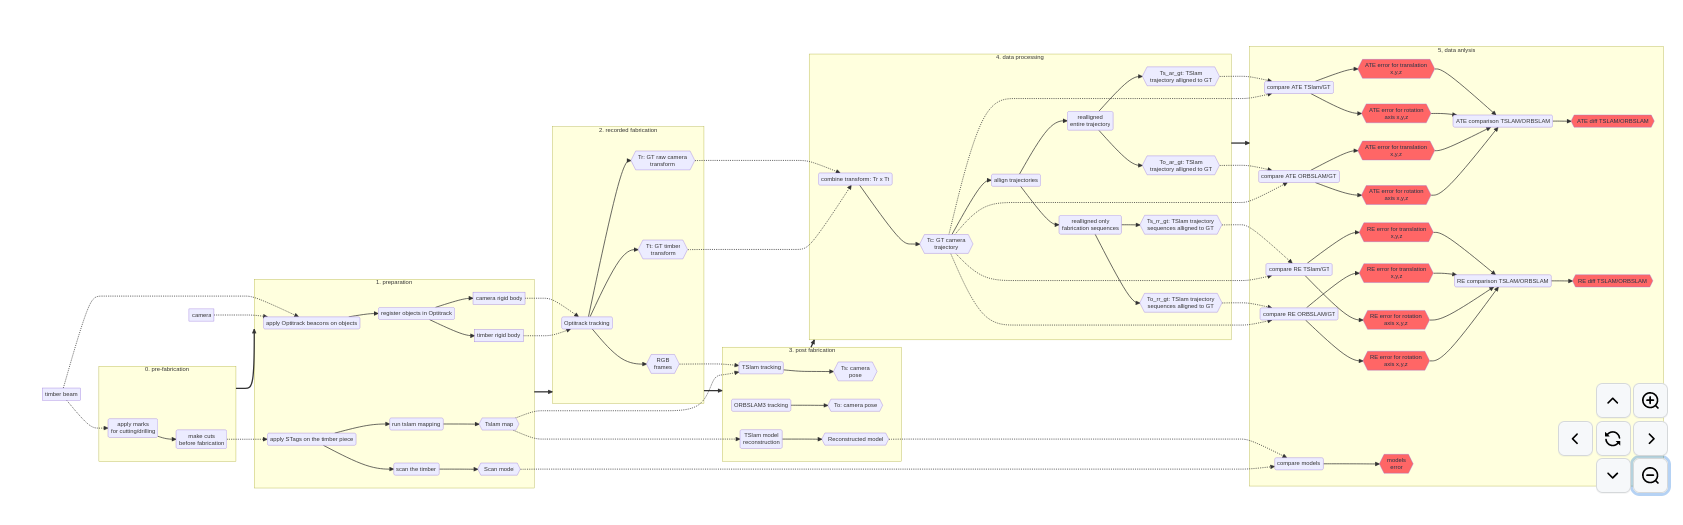 timber beam
camera
0. pre-fabrication
apply marks
for cutting/drilling
make cuts
before fabrication
1. preparation
apply Optitrack beacons on objects
register objects in Optitrack
camera rigid body
timber rigid body
apply STags on the timber piece
run tslam mapping
Tslam map
scan the timber
Scan mode
2. recorded fabrication
Tr: GT raw camera
transform
Tt: GT timber
transform
Optitrack tracking
RGB
frames
3. post fabrication
TSlam tracking
Ts: camera
pose
ORBSLAM3 tracking
To: camera pose
TSlam model
reconstruction
Reconstructed model
4. data processing
combine transform: Tr x Tt
Tc: GT camera
trajectory
allign trajectories
realligned
entire trajectory
realligned only
fabrication sequences
Ts_ar_gt: TSlam
trajectory alligned to GT
To_ar_gt: TSlam
trajectory alligned to GT
Ts_rr_gt: TSlam trajectory
sequences alligned to GT
To_rr_gt: TSlam trajectory
sequences alligned to GT
5, data anlysis
compare ATE TSlam/GT
compare ATE ORBSLAM/GT
ATE error for translation
x,y,z
ATE error for rotation
axis x,y,z
ATE error for translation
x,y,z
ATE error for rotation
axis x,y,z
ATE comparison TSLAM/ORBSLAM
ATE diff TSLAM/ORBSLAM
compare RE TSlam/GT
compare RE ORBSLAM/GT
RE error for translation
x,y,z
RE error for translation
x,y,z
RE error for rotation
axis x,y,z
RE error for rotation
axis x,y,z
RE comparison TSLAM/ORBSLAM
RE diff TSLAM/ORBSLAM
compare models
models
error